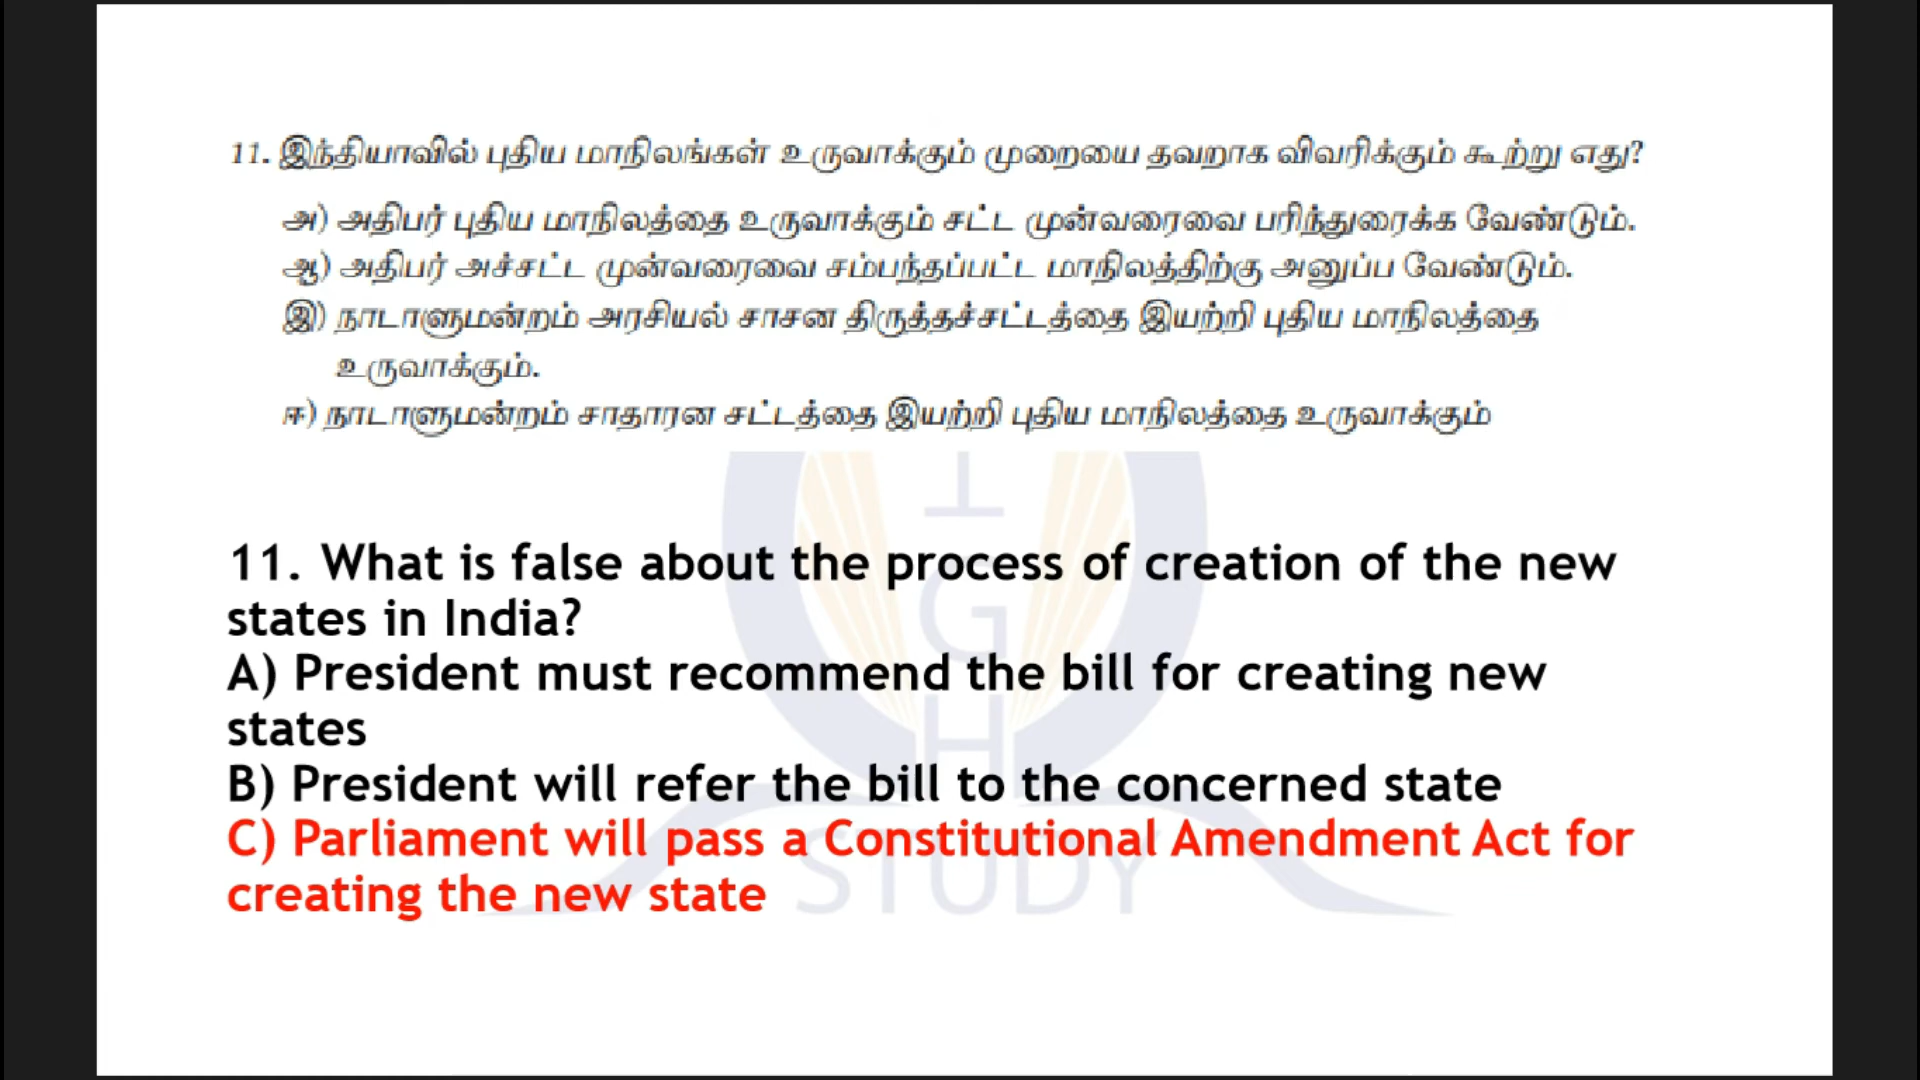 11. இந்தியாவில் புதிய மாநிலங்கள் உருவாக்கும் முறையை தவறாக விவரிக்கும் கூற்று எது?
அ) அதிபர் புதிய மாநிலத்தை உருவாக்கும் சட்ட முன்வரைவை பரிந்துரைக்க வேண்டும்.
ஆ) அதிபர் அச்சட்ட முன்வரைவை சம்பந்தப்பட்ட மாநிலத்திற்கு அனுப்ப வேண்டும்.
இ) நாடாளுமன்றம் அரசியல் சாசன திருத்தச்சட்டத்தை இயற்றி புதிய மாநிலத்தை
உருவாக்கும்.
ஈ) நாடாளுமன்றம் சாதாரன சட்டத்தை இயற்றி புதிய மாநிலத்தை உருவாக்கும்
11. What is false about the process of creation of the new
states in India?
A) President must recommend the bill for creating new
states
B) President will refer the bill to the concerned state
C) Parliament will pass a Constitutional Amendment Act for
creating the new state
STUDY